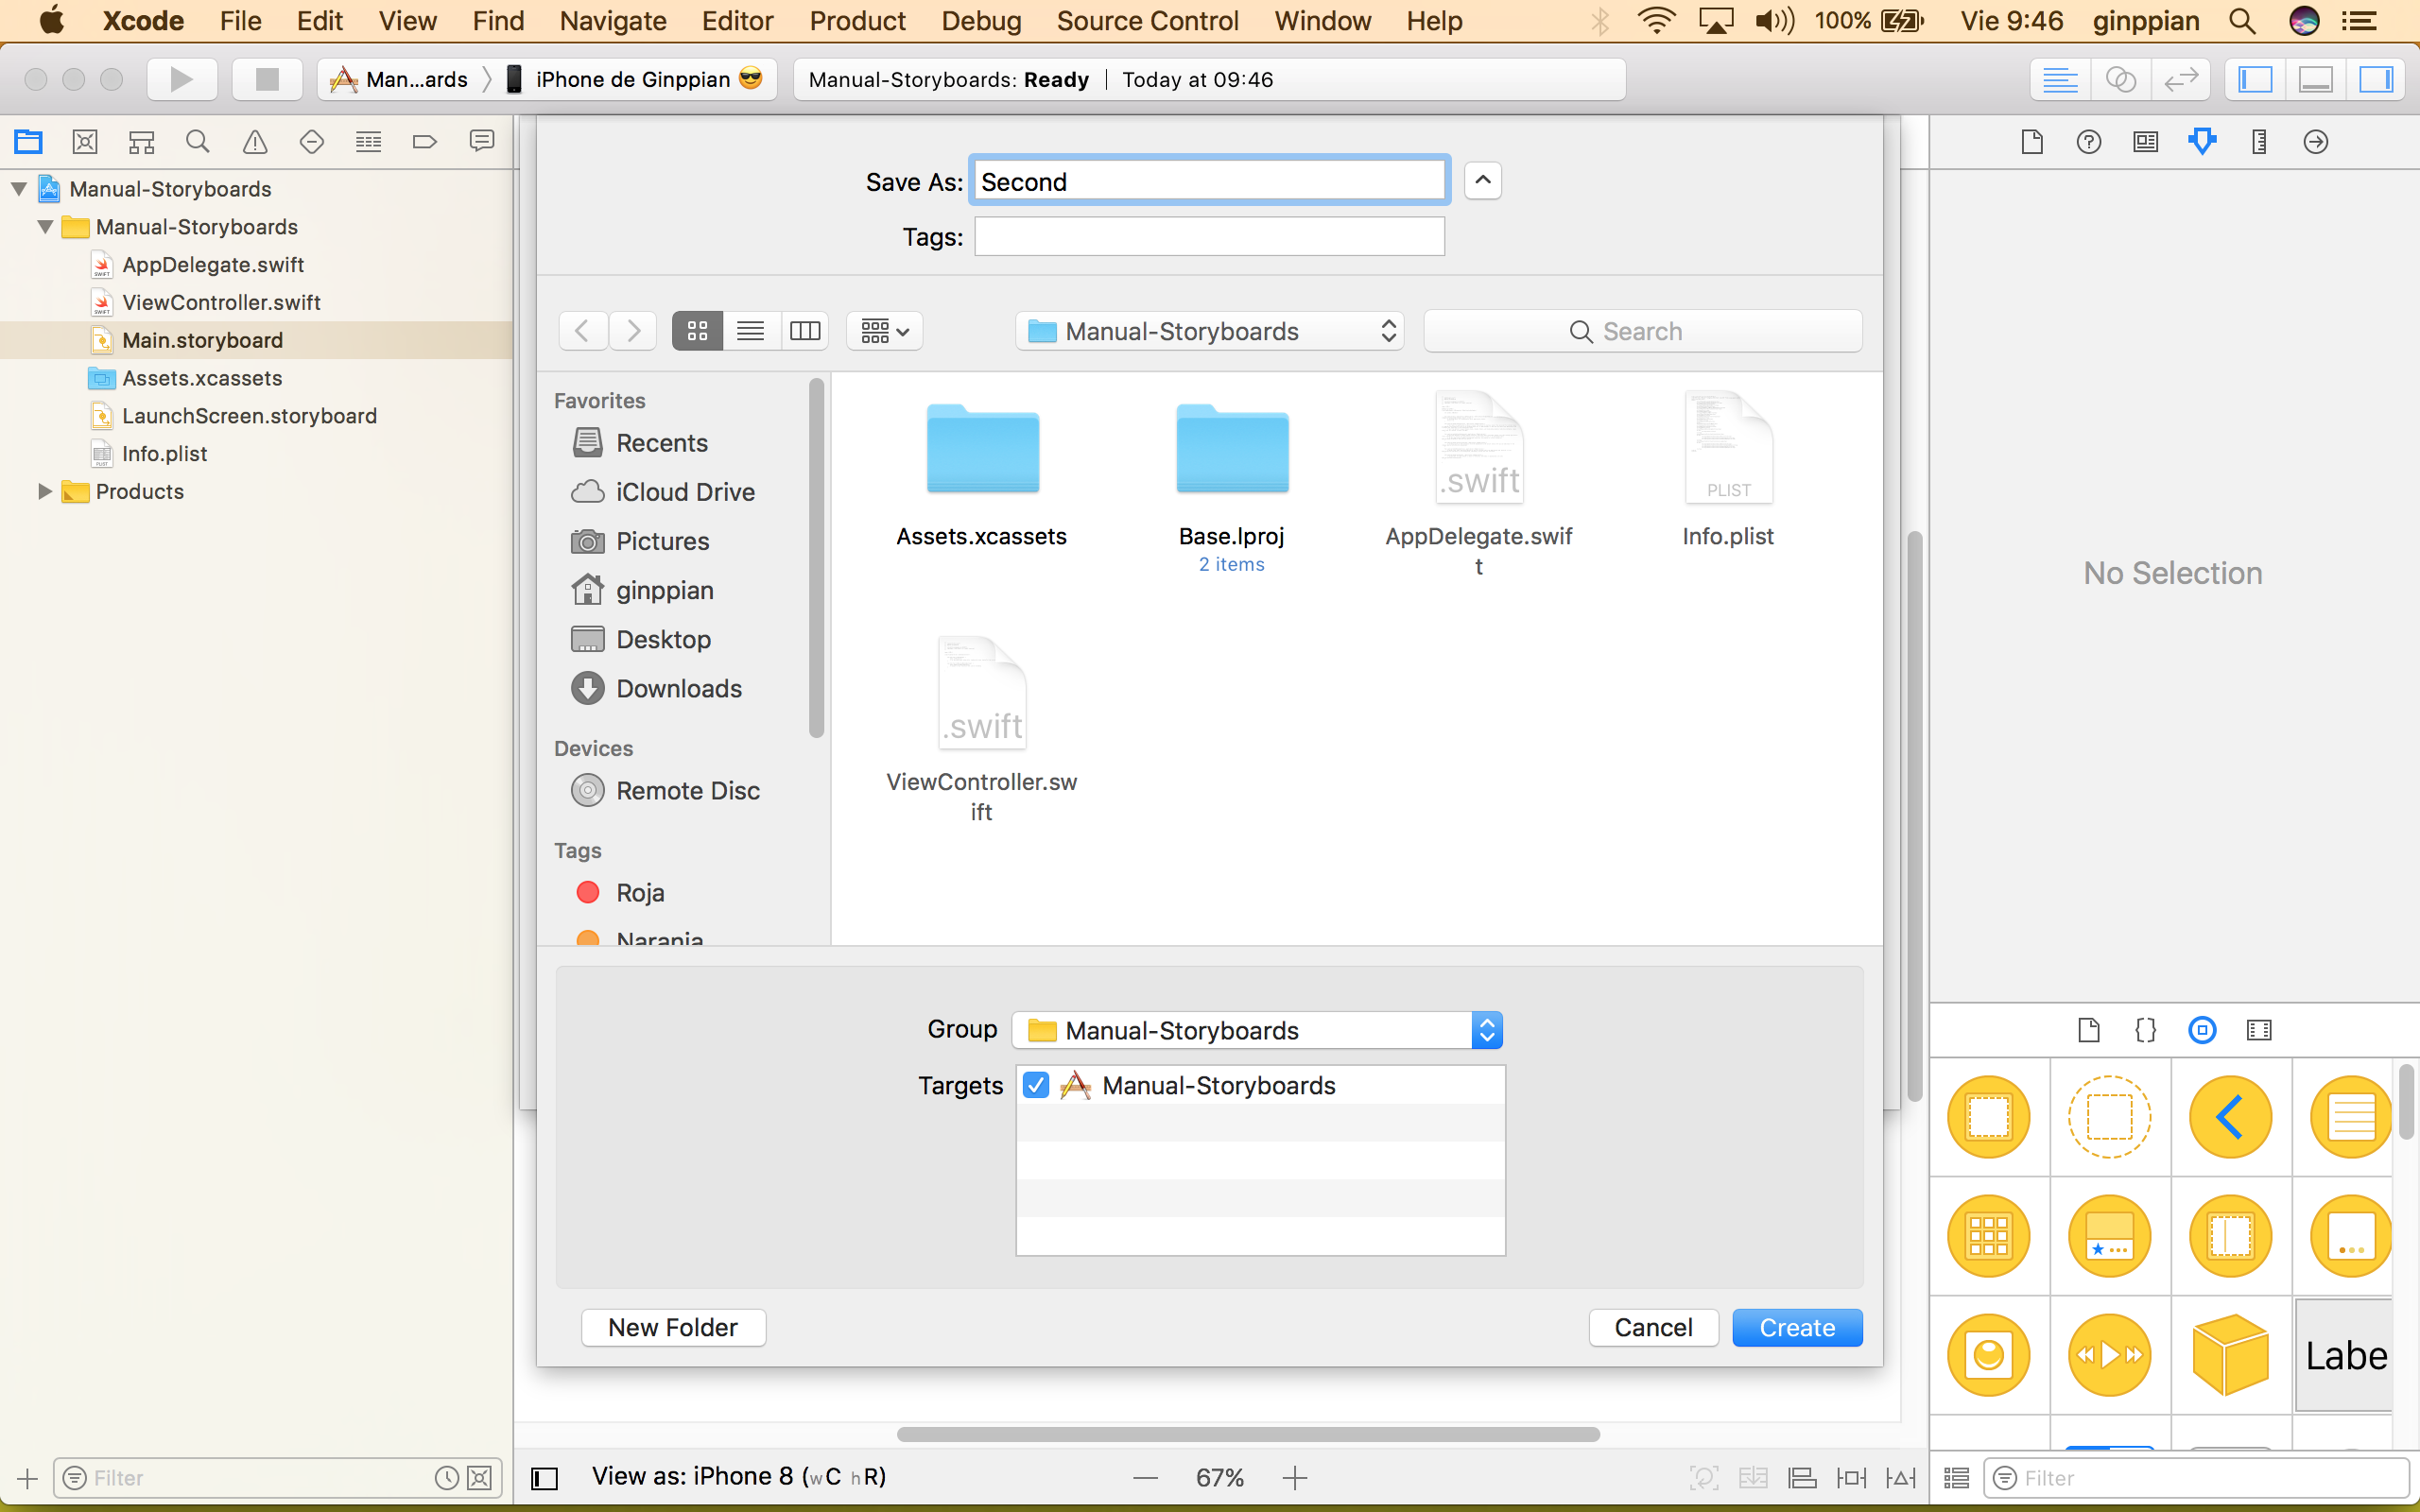 Xcode File Edit View Find Navigate Editor Product Debug Source Control Window Help 100% Vie 9:46 ginppian
Man...ards iPhone de Ginppian 😎 Manual-Storyboards: Ready | Today at 09:46
Manual-Storyboards
Manual-Storyboards
AppDelegate.swift
ViewController.swift
Main.storyboard
Assets.xcassets
LaunchScreen.storyboard
Info.plist
Products
Save As: Second
Tags:
Manual-Storyboards Search
Favorites
Recents
iCloud Drive
Pictures
ginppian
Desktop
Downloads
Devices
Remote Disc
Tags
Roja
Naranja
Assets.xcassets
Base.lproj
2 items
.swift
AppDelegate.swif
t
PLIST
Info.plist
.swift
ViewController.sw
ift
Group Manual-Storyboards
Targets Manual-Storyboards
New Folder Cancel Create
No Selection
Labe
Filter
View as: iPhone 8 (wC hR) 67%
Filter